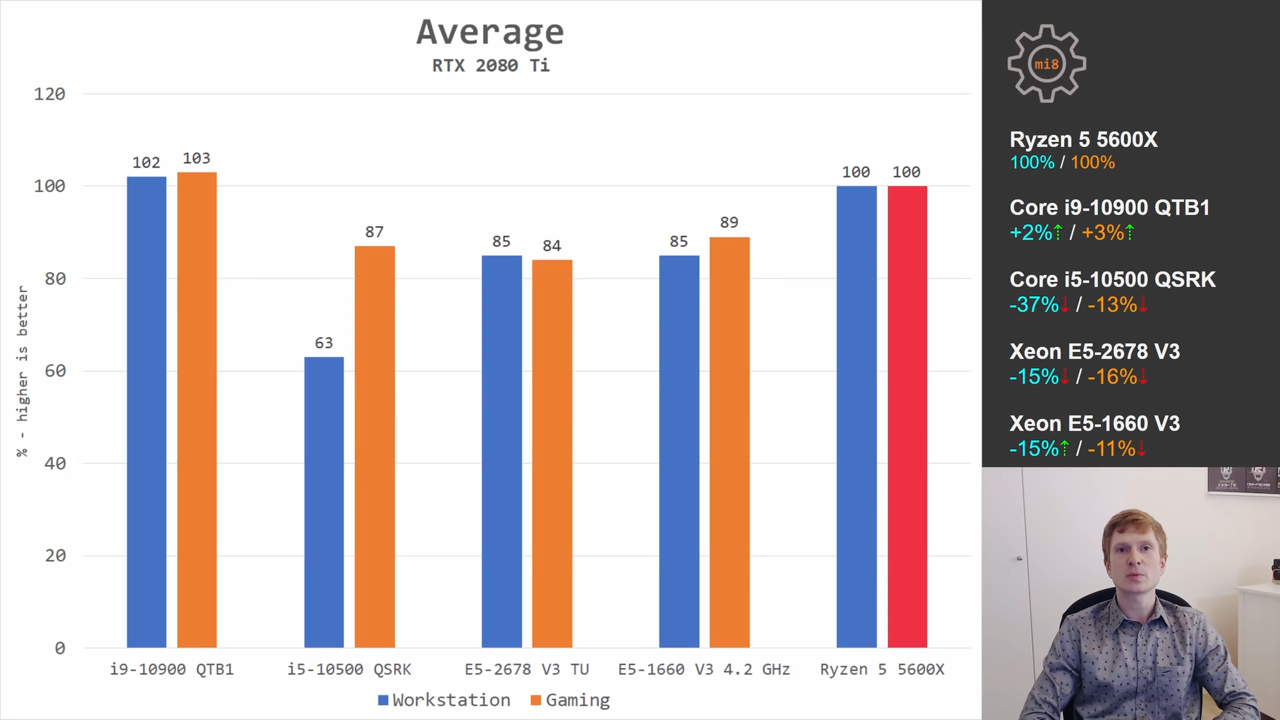 Average
RTX 2080 Ti
120
100
80
60
40
20
0
% - higher is better
102
103
63
87
85
84
85
89
100
100
i9-10900 QTB1
i5-10500 QSRK
E5-2678 V3 TU
E5-1660 V3 4.2 GHz
Ryzen 5 5600X
Workstation
Gaming
mi8
Ryzen 5 5600X
100% / 100%
Core i9-10900 QTB1
+2%⇡ / +3%⇡
Core i5-10500 QSRK
-37%⇣ / -13%⇣
Xeon E5-2678 V3
-15%⇣ / -16%⇣
Xeon E5-1660 V3
-15%⇡ / -11%⇣